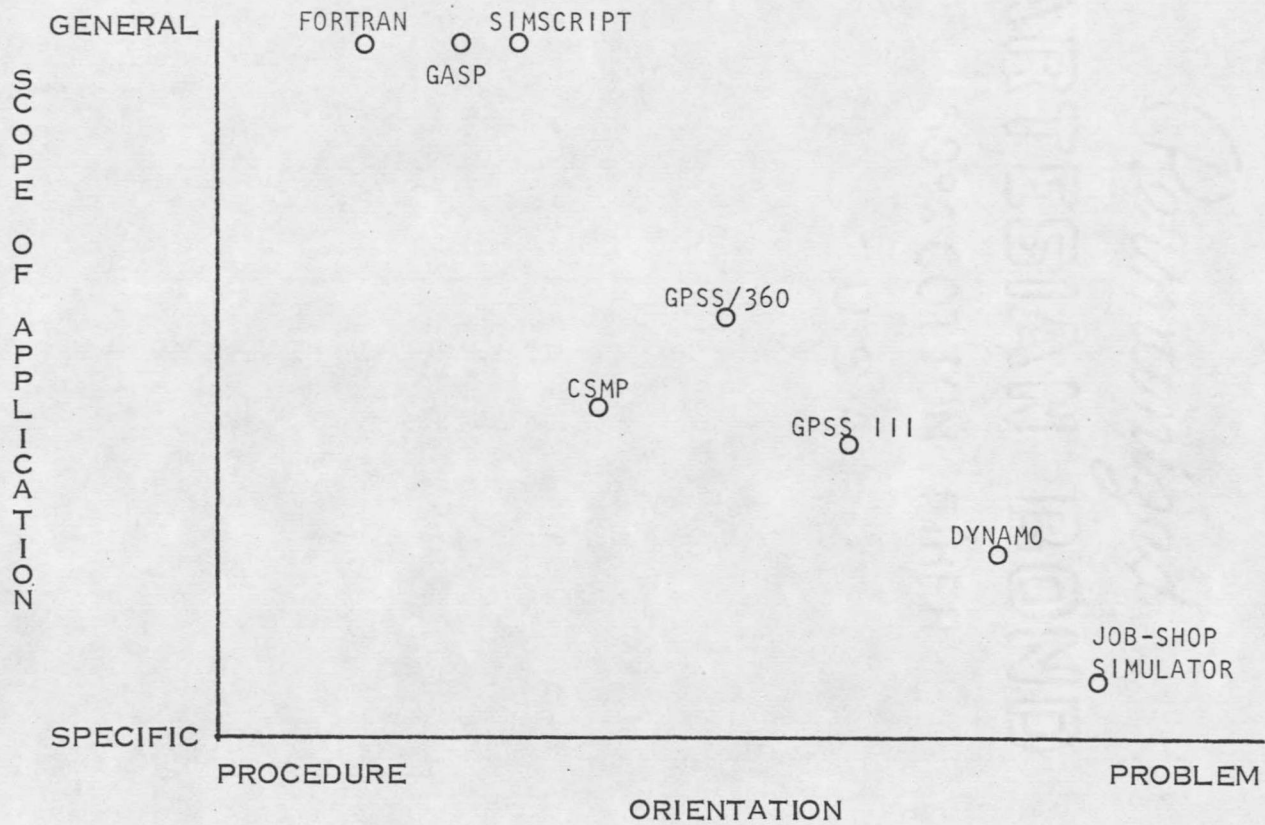 GENERAL
FORTRAN
SIMSCRIPT
GASP
SCOPE OF APPLICATION
GPSS/360
CSMP
GPSS III
DYNAMO
JOB-SHOP
SIMULATOR
SPECIFIC
PROCEDURE
PROBLEM
ORIENTATION